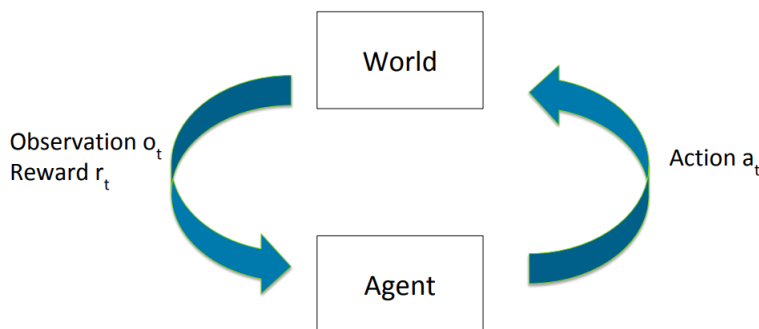 World
Observation o_t
Reward r_t
Action a_t
Agent